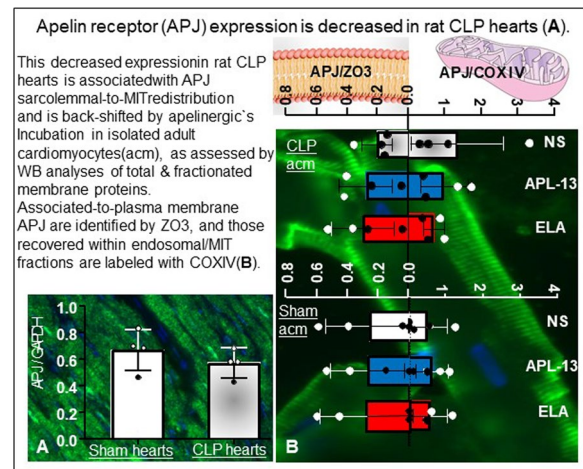 Apelin receptor (APJ) expression is decreased in rat CLP hearts (A).
This decreased expressionin rat CLP
hearts is associatedwith APJ
sarcolemmal-to-MITredistribution
and is back-shifted by apelinergic`s
Incubation in isolated adult
cardiomyocytes(acm), as assessed by
WB analyses of total & fractionated
membrane proteins.
Associated-to-plasma membrane
APJ are identified by ZO3, and those
recovered within endosomal/MIT
fractions are labeled with COXIV(B).
APJ/ZO3
APJ/COXIV
0.8 0.6 0.4 0.2 0.0 1 2 3 4
CLP
acm
NS
APL-13
ELA
0.8 0.6 0.4 0.2 0.0 1 2 3 4
Sham
acm
NS
APL-13
ELA
B
APJ/GAPDH
1.0
0.8
0.6
0.4
0.2
0.0
A
Sham hearts CLP hearts